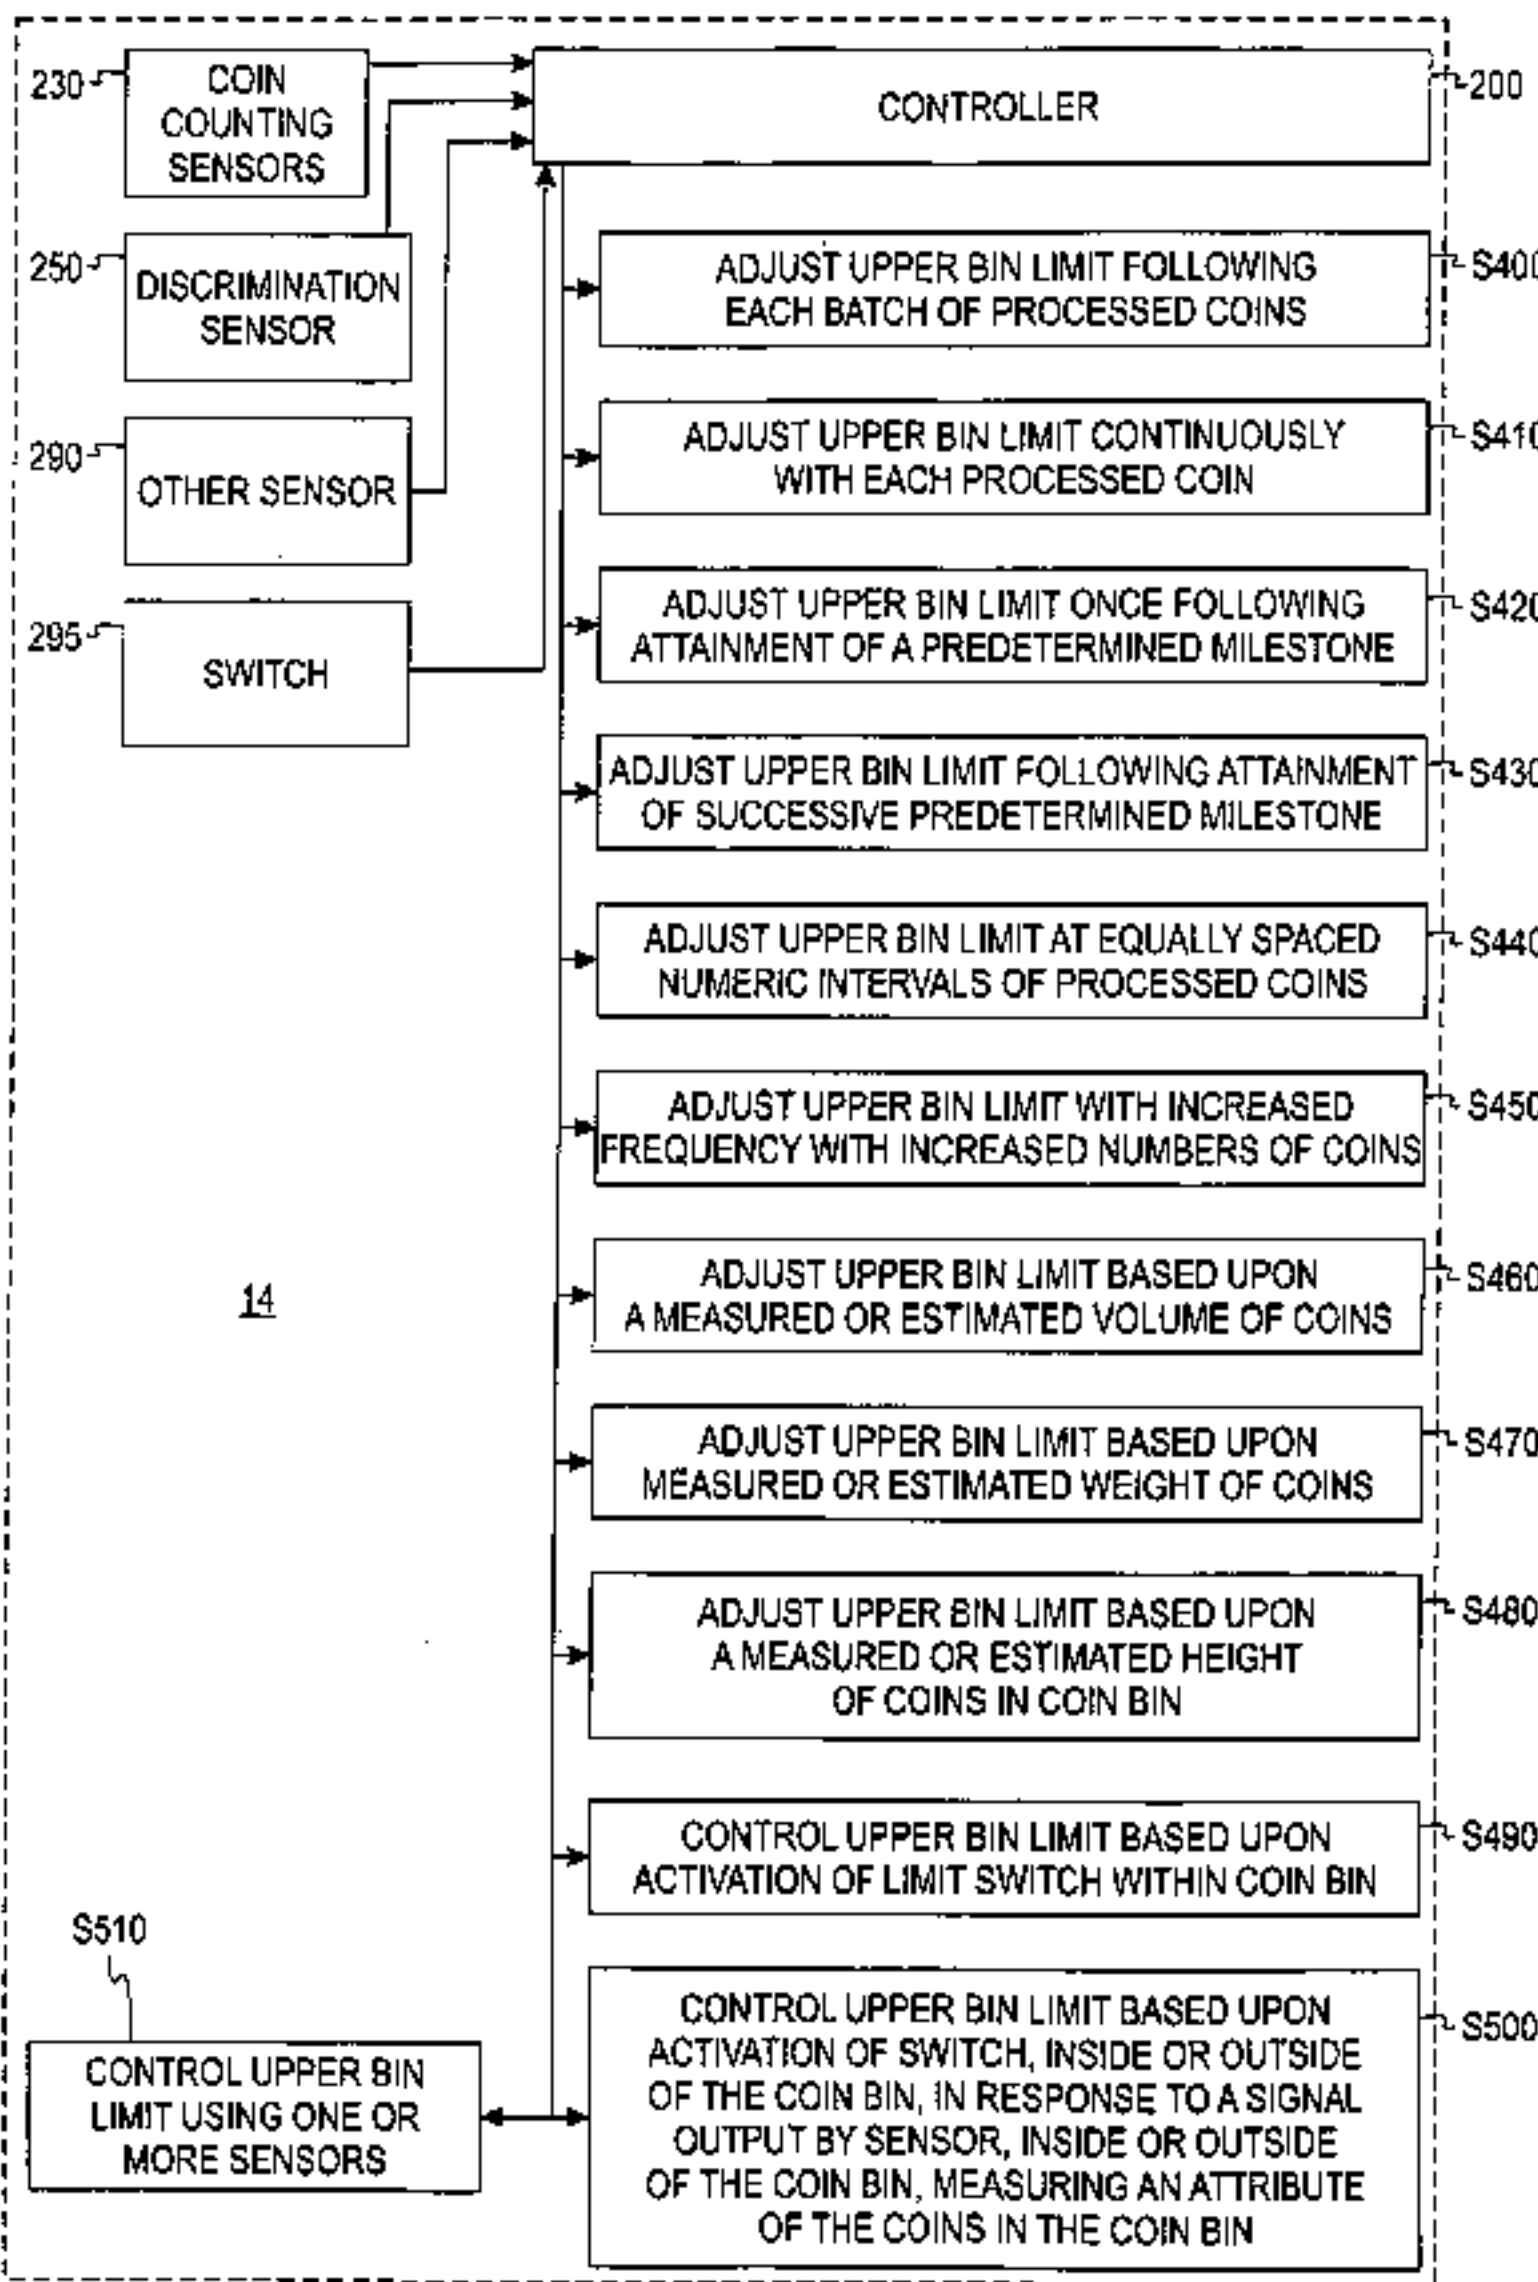 230
COIN
COUNTING
SENSORS
CONTROLLER
200
250
DISCRIMINATION
SENSOR
ADJUST UPPER BIN LIMIT FOLLOWING
EACH BATCH OF PROCESSED COINS
S400
290
OTHER SENSOR
ADJUST UPPER BIN LIMIT CONTINUOUSLY
WITH EACH PROCESSED COIN
S410
295
SWITCH
ADJUST UPPER BIN LIMIT ONCE FOLLOWING
ATTAINMENT OF A PREDETERMINED MILESTONE
S420
ADJUST UPPER BIN LIMIT FOLLOWING ATTAINMENT
OF SUCCESSIVE PREDETERMINED MILESTONE
S430
ADJUST UPPER BIN LIMIT AT EQUALLY SPACED
NUMERIC INTERVALS OF PROCESSED COINS
S440
ADJUST UPPER BIN LIMIT WITH INCREASED
FREQUENCY WITH INCREASED NUMBERS OF COINS
S450
14
ADJUST UPPER BIN LIMIT BASED UPON
A MEASURED OR ESTIMATED VOLUME OF COINS
S460
ADJUST UPPER BIN LIMIT BASED UPON
MEASURED OR ESTIMATED WEIGHT OF COINS
S470
ADJUST UPPER BIN LIMIT BASED UPON
A MEASURED OR ESTIMATED HEIGHT
OF COINS IN COIN BIN
S480
CONTROL UPPER BIN LIMIT BASED UPON
ACTIVATION OF LIMIT SWITCH WITHIN COIN BIN
S490
S510
CONTROL UPPER BIN
LIMIT USING ONE OR
MORE SENSORS
CONTROL UPPER BIN LIMIT BASED UPON
ACTIVATION OF SWITCH, INSIDE OR OUTSIDE
OF THE COIN BIN, IN RESPONSE TO A SIGNAL
OUTPUT BY SENSOR, INSIDE OR OUTSIDE
OF THE COIN BIN, MEASURING AN ATTRIBUTE
OF THE COINS IN THE COIN BIN
S500